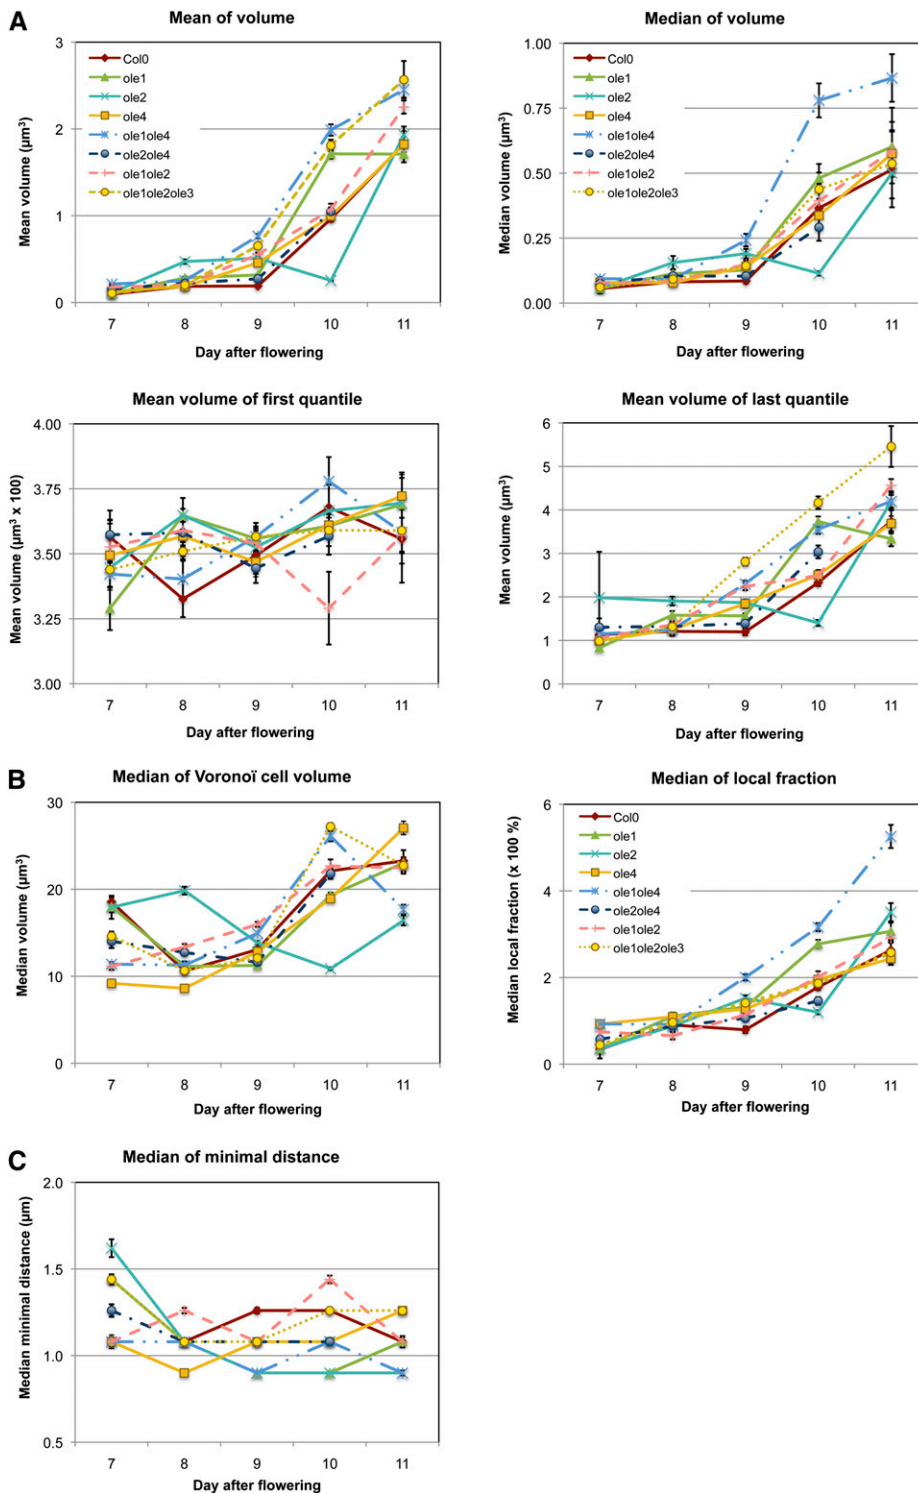 A
Mean of volume
Mean volume (µm³)
3
2
1
0
Col0
ole1
ole2
ole4
ole1ole4
ole2ole4
ole1ole2
ole1ole2ole3
7 8 9 10 11
Day after flowering
Median of volume
Median volume (µm³)
1.00
0.75
0.50
0.25
0.00
Col0
ole1
ole2
ole4
ole1ole4
ole2ole4
ole1ole2
ole1ole2ole3
7 8 9 10 11
Day after flowering
Mean volume of first quantile
Mean volume (µm³ x 100)
4.00
3.75
3.50
3.25
3.00
7 8 9 10 11
Day after flowering
Mean volume of last quantile
Mean volume (µm³)
6
5
4
3
2
1
0
7 8 9 10 11
Day after flowering
B
Median of Voronoï cell volume
Median volume (µm³)
30
20
10
0
7 8 9 10 11
Day after flowering
Median of local fraction
Median local fraction (x 100 %)
6
4
2
0
Col0
ole1
ole2
ole4
ole1ole4
ole2ole4
ole1ole2
ole1ole2ole3
7 8 9 10 11
Day after flowering
C
Median of minimal distance
Median minimal distance (µm)
2.0
1.5
1.0
0.5
7 8 9 10 11
Day after flowering